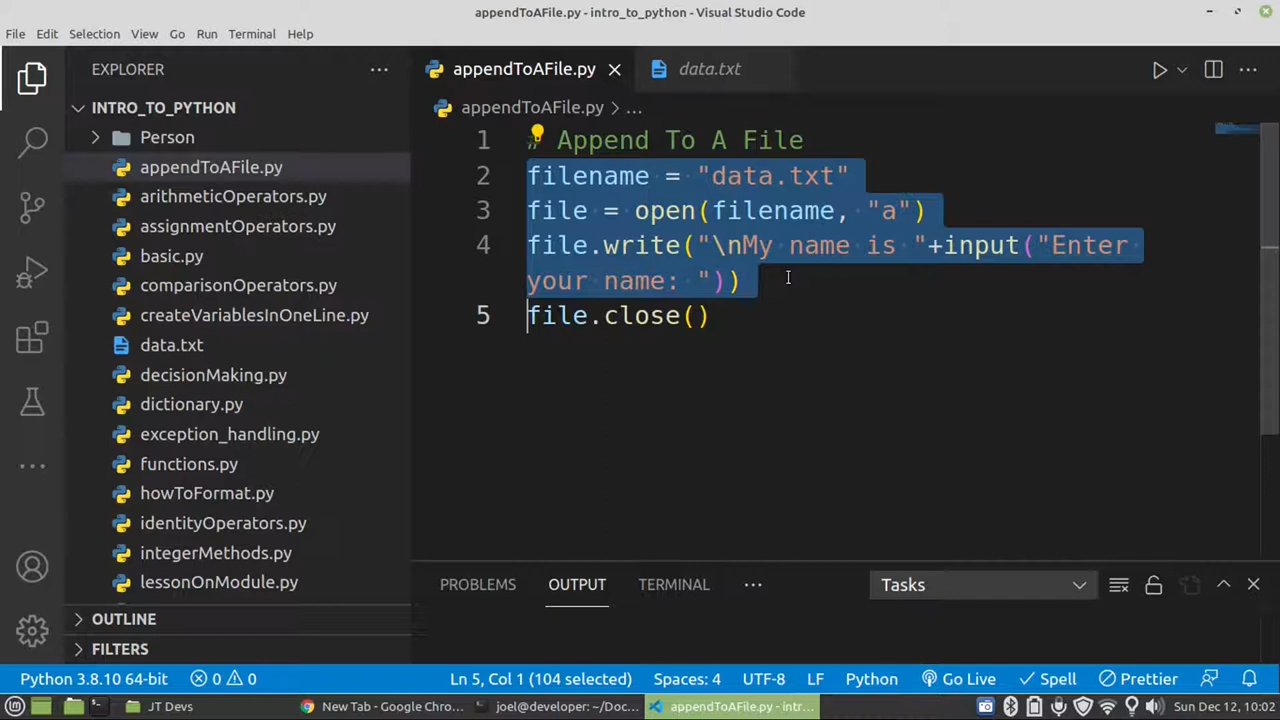 appendToAFile.py - intro_to_python - Visual Studio Code
File Edit Selection View Go Run Terminal Help
EXPLORER
INTRO_TO_PYTHON
Person
appendToAFile.py
arithmeticOperators.py
assignmentOperators.py
basic.py
comparisonOperators.py
createVariablesInOneLine.py
data.txt
decisionMaking.py
dictionary.py
exception_handling.py
functions.py
howToFormat.py
identityOperators.py
integerMethods.py
lessonOnModule.py
OUTLINE
FILTERS
appendToAFile.py data.txt
appendToAFile.py > ...
1 # Append To A File
2 filename = "data.txt"
3 file = open(filename, "a")
4 file.write("\nMy name is "+input("Enter
your name: "))
5 file.close()
PROBLEMS OUTPUT TERMINAL ... Tasks
Python 3.8.10 64-bit 0 0 Ln 5, Col 1 (104 selected) Spaces: 4 UTF-8 LF Python Go Live Spell Prettier
JT Devs New Tab - Google Chro... joel@developer: ~/Doc... appendToAFile.py - intr... Sun Dec 12, 10:02